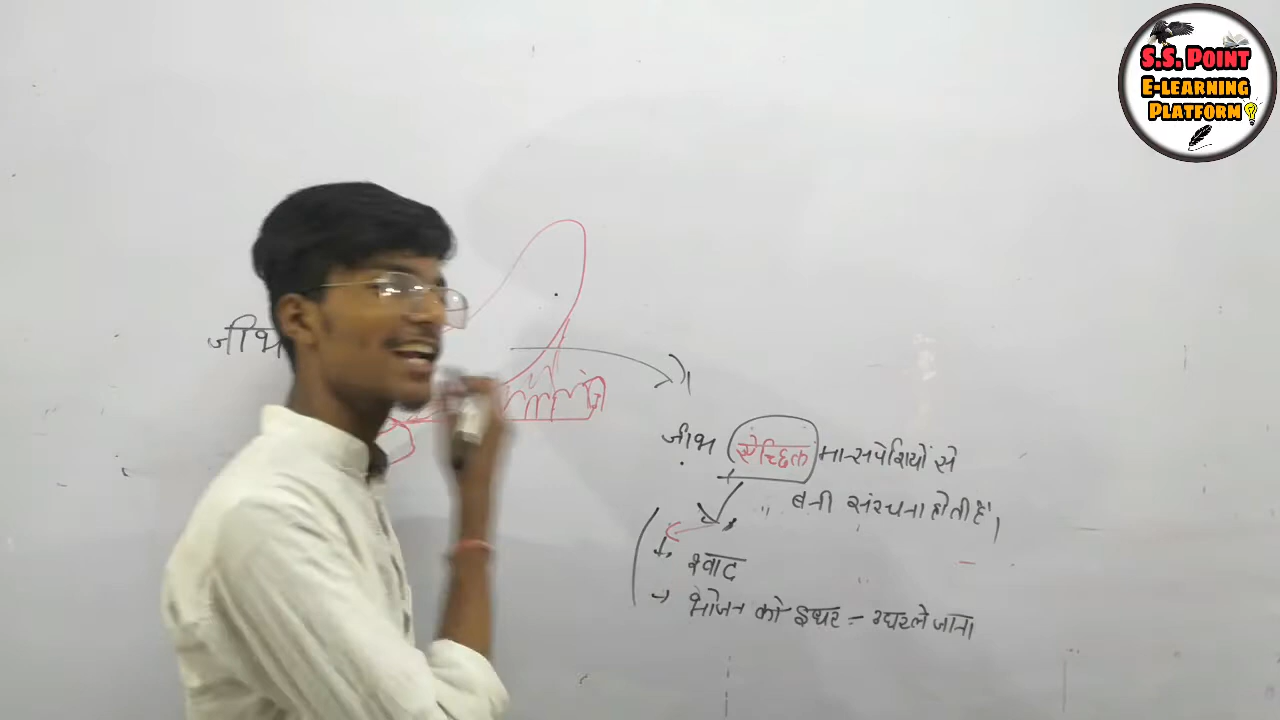 S.S. POINT
E-LEARNING
PLATFORM
जीभ
जीभ ऐच्छिक मान्सपेशियों से
बनी संरचना होती हैं।
→ स्वाद
→ भोजन को इधर - उधर ले जाना